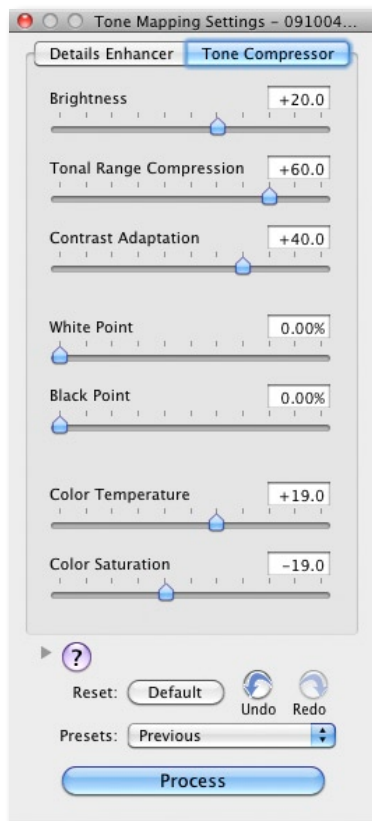 Tone Mapping Settings – 091004...
Details Enhancer Tone Compressor
Brightness +20.0
Tonal Range Compression +60.0
Contrast Adaptation +40.0
White Point 0.00%
Black Point 0.00%
Color Temperature +19.0
Color Saturation -19.0
?
Reset: Default Undo Redo
Presets: Previous
Process